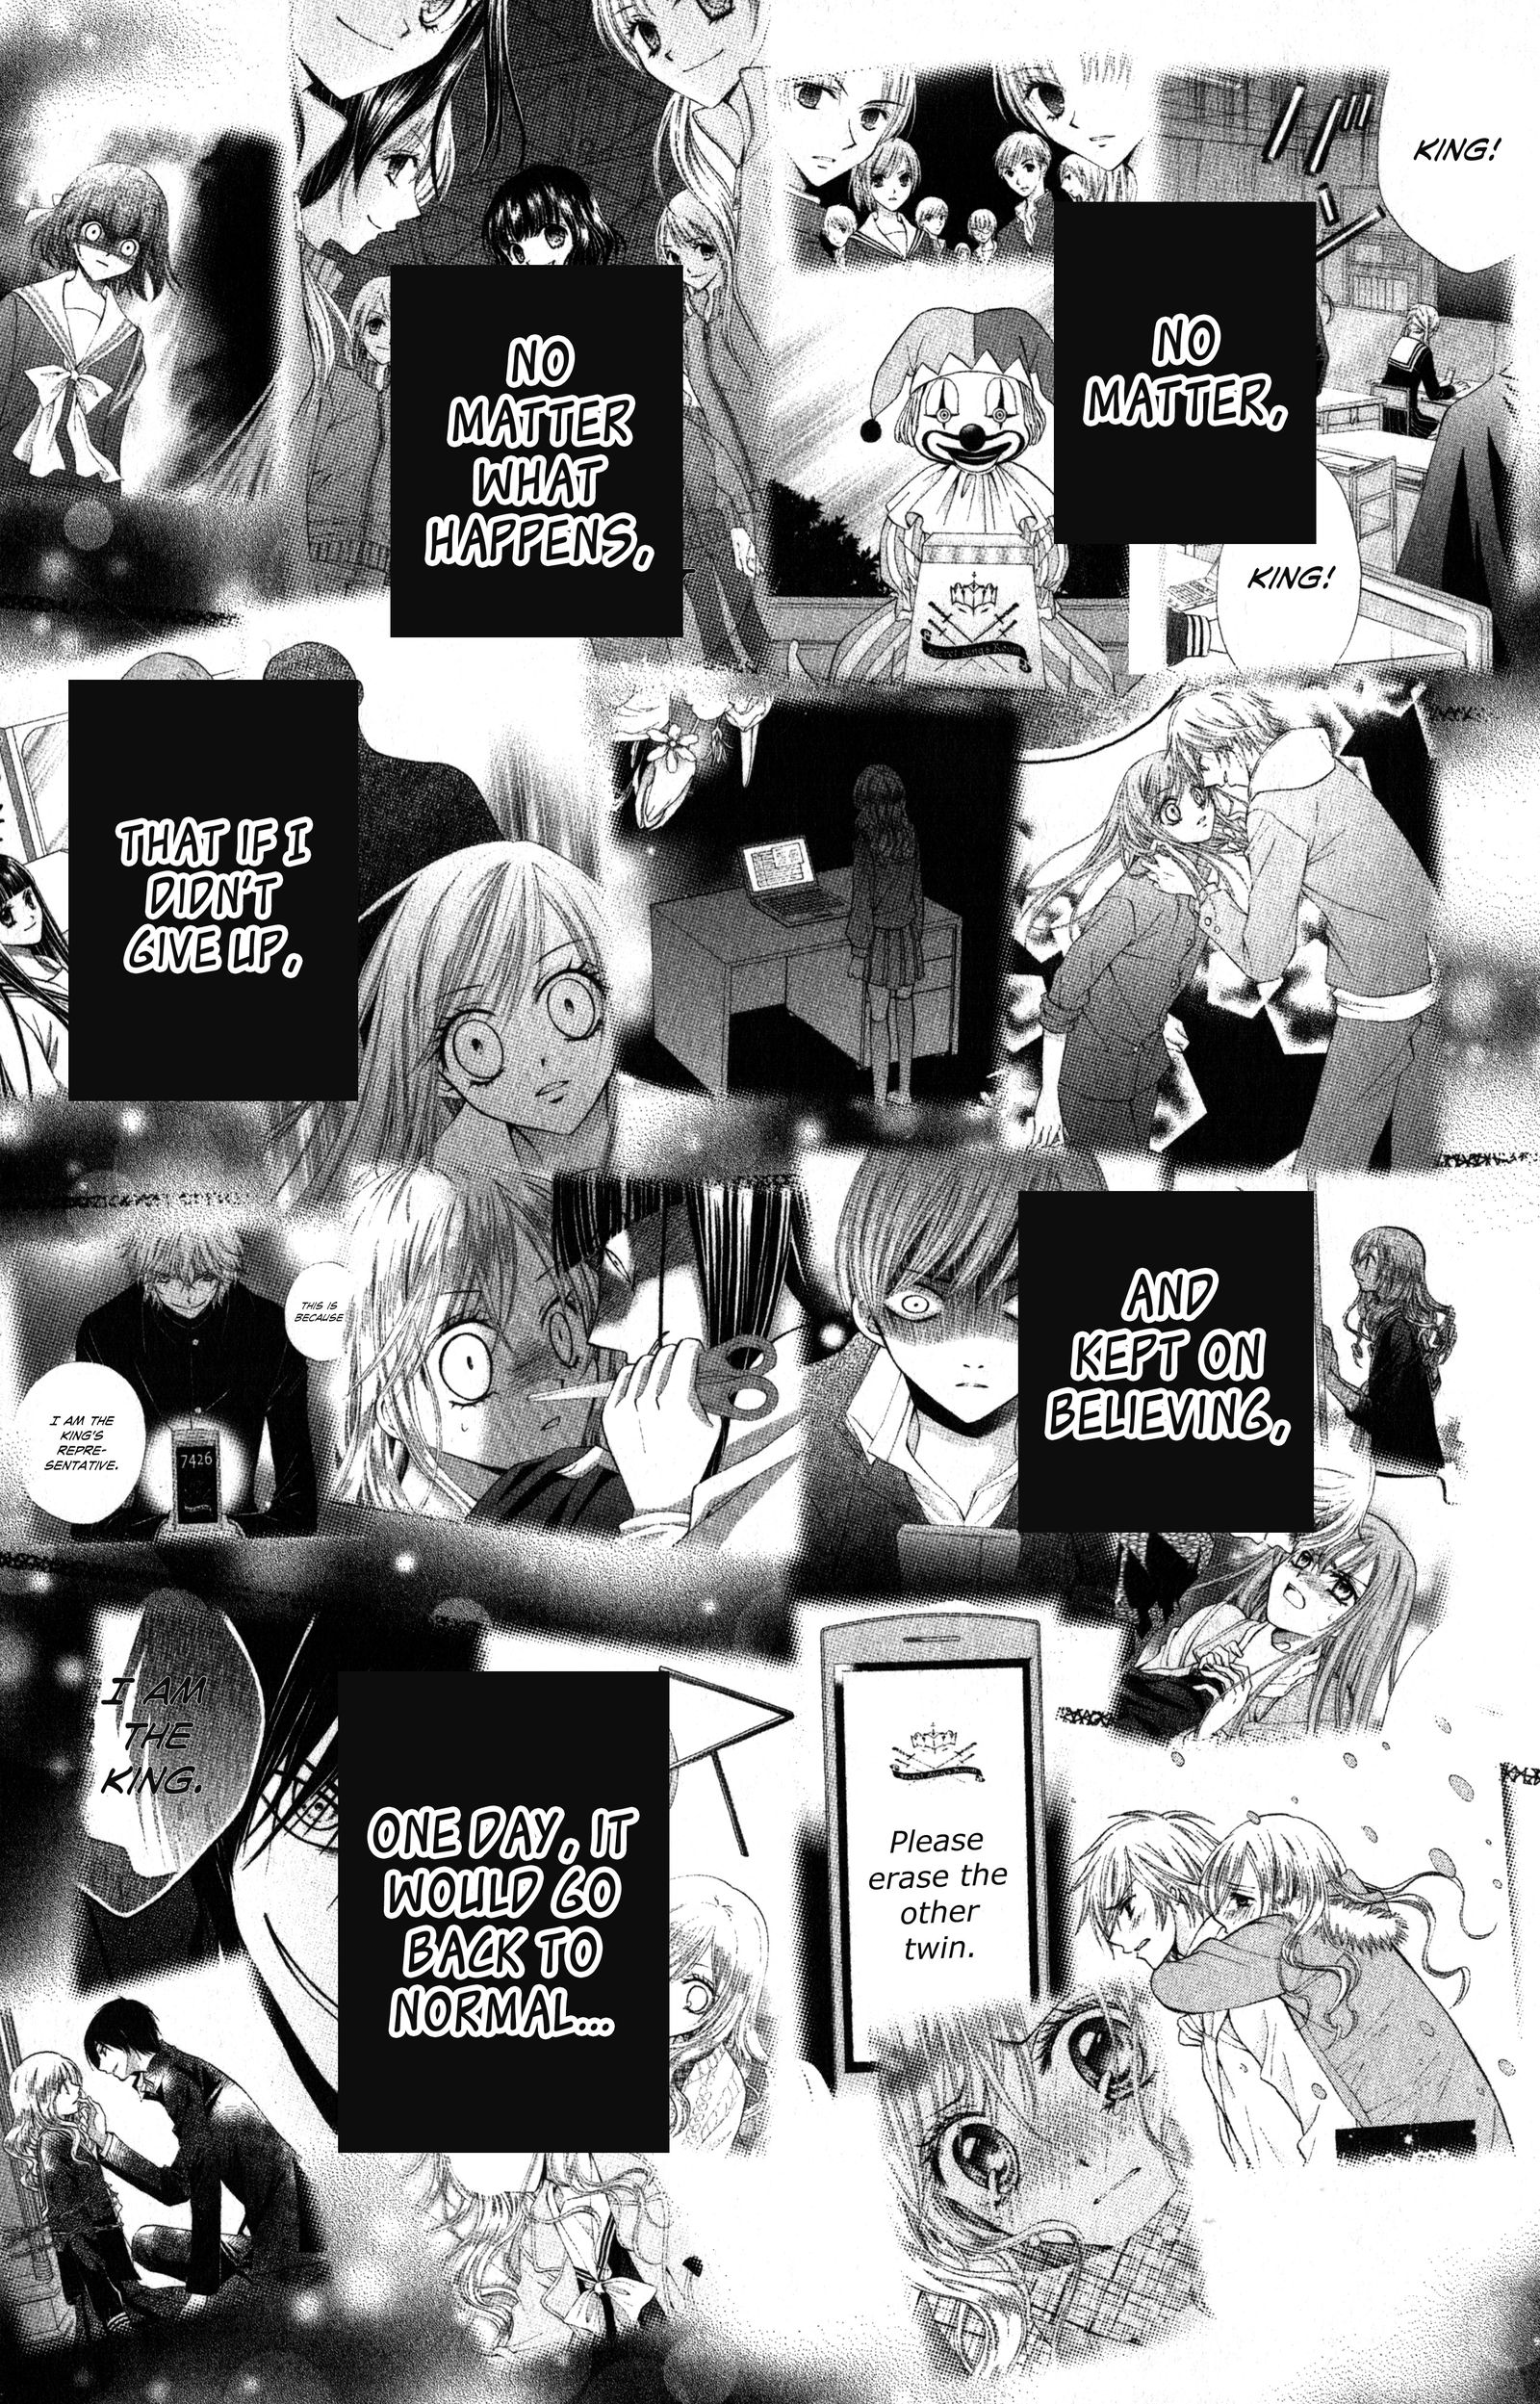 KING!
NO
MATTER,
KING!
NO
MATTER
WHAT
HAPPENS,
THAT IF I
DIDN'T
GIVE UP,
AND
KEPT ON
BELIEVING,
THIS IS
BECAUSE
I AM THE
KING'S
REPRE-
SENTATIVE.
7426
Please
erase the
other
twin.
ONE DAY, IT
WOULD GO
BACK TO
NORMAL...
I AM
THE
KING.